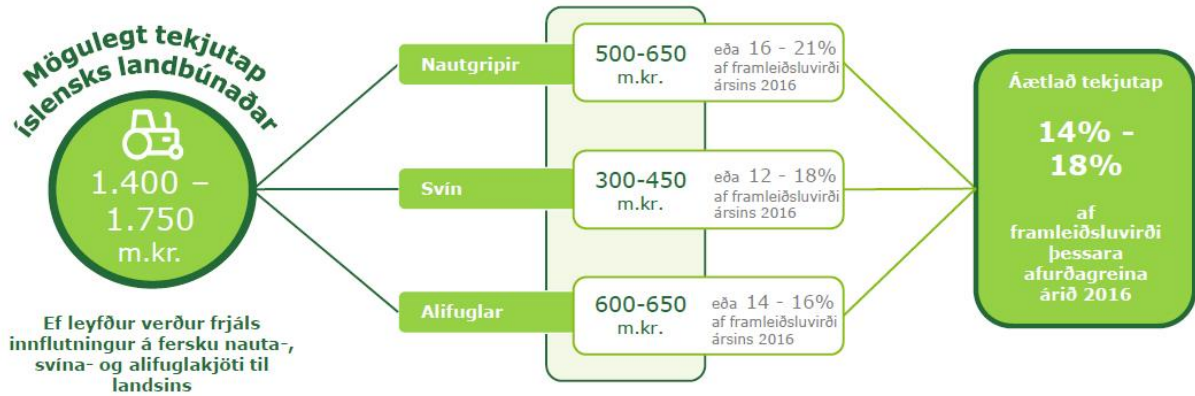 Mögulegt tekjutap
íslensks landbúnaðar
1.400 –
1.750
m.kr.
Ef leyfður verður frjáls
innflutningur á fersku nauta-,
svína- og alifuglakjöti til
landsins
Nautgripir
500-650
m.kr.
eða 16 - 21%
af framleiðsluvirði
ársins 2016
Svín
300-450
m.kr.
eða 12 - 18%
af framleiðsluvirði
ársins 2016
Alifuglar
600-650
m.kr.
eða 14 - 16%
af framleiðsluvirði
ársins 2016
Áætlað tekjutap
14% -
18%
af
framleiðsluvirði
þessara
afurðagreina
árið 2016